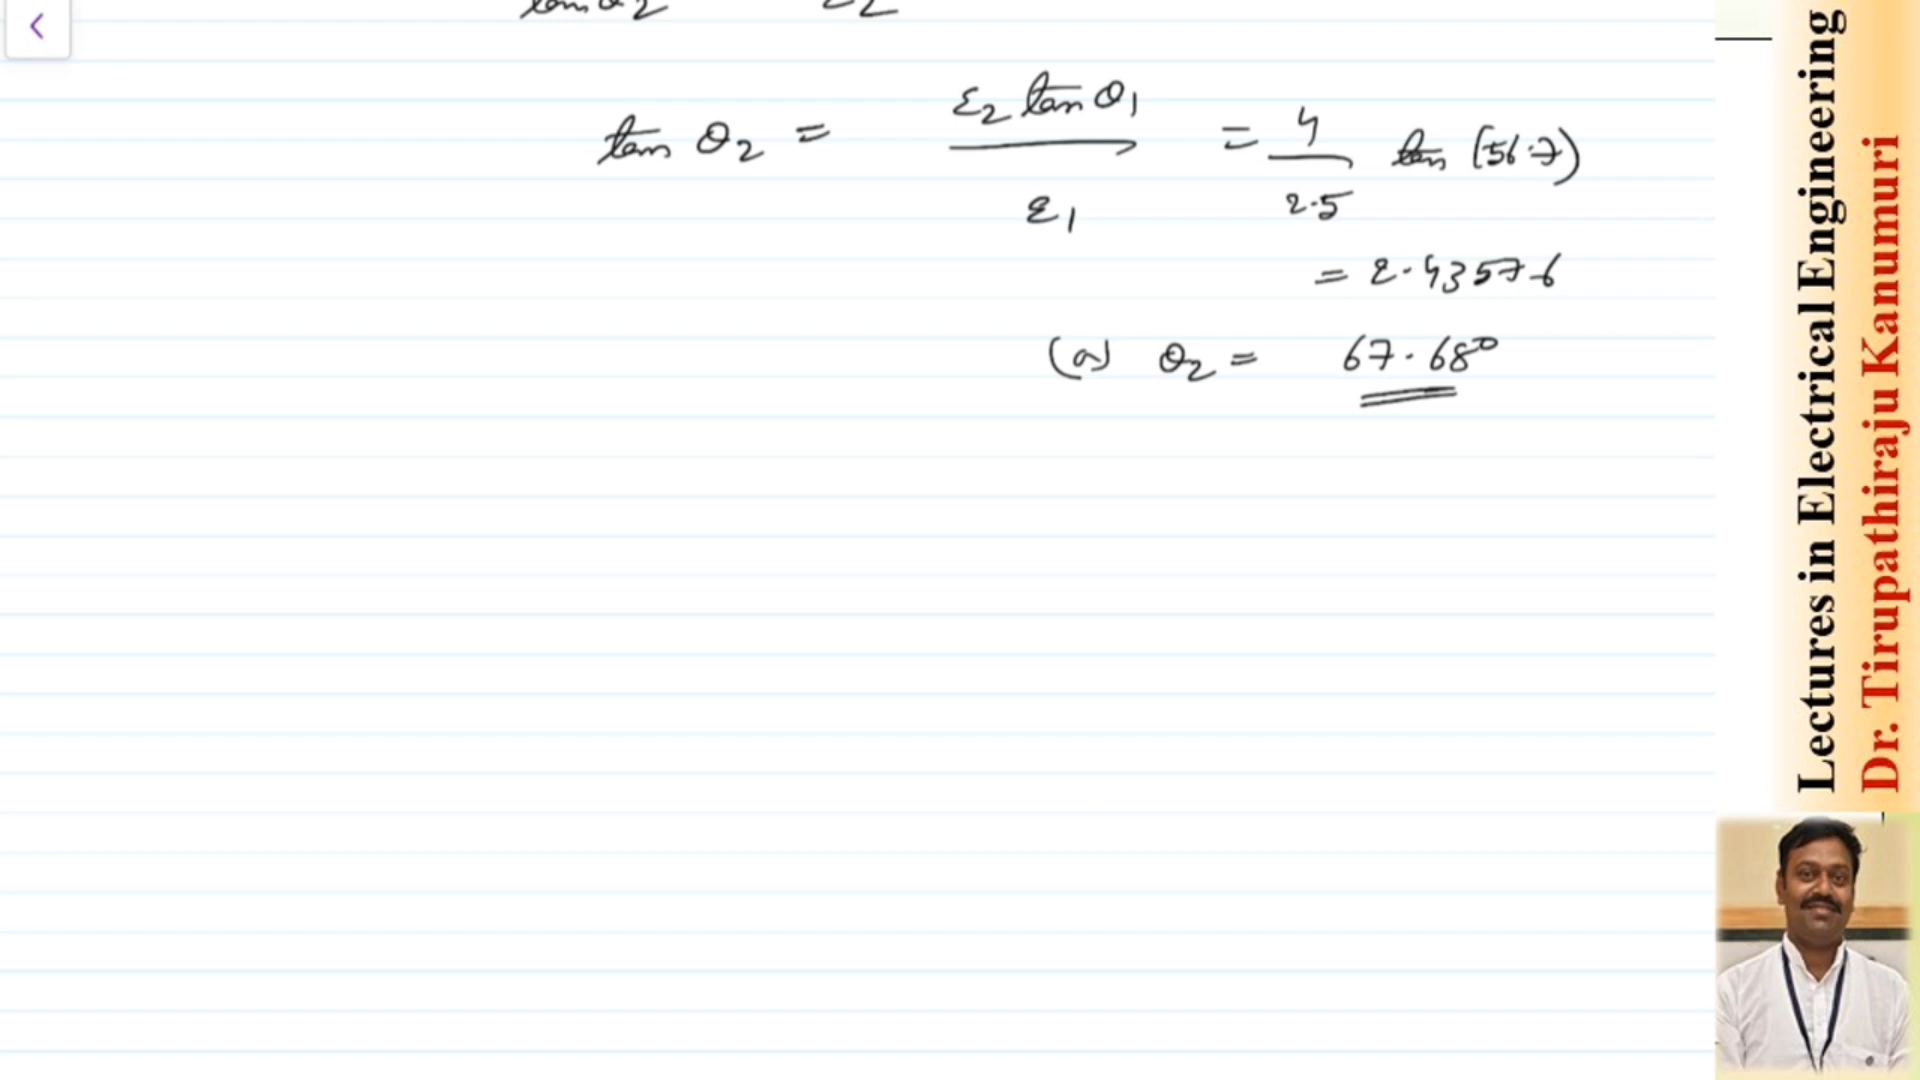 tan θ2 = ε2 tan θ1 / ε1 = 4 / 2.5 tan (56.7)
= 2.43576
(a) θ2 = 67.68°
Lectures in Electrical Engineering
Dr. Tirupathiraju Kanumuri